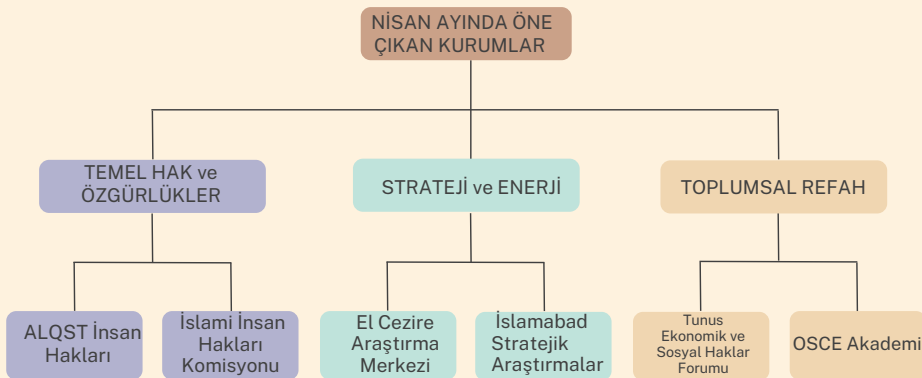 NİSAN AYINDA ÖNE
ÇIKAN KURUMLAR
TEMEL HAK ve
ÖZGÜRLÜKLER
STRATEJİ ve ENERJİ
TOPLUMSAL REFAH
ALQST İnsan
Hakları
İslami İnsan
Hakları
Komisyonu
El Cezire
Araştırma
Merkezi
İslamabad
Stratejik
Araştırmalar
Tunus
Ekonomik ve
Sosyal Haklar
Forumu
OSCE Akademi